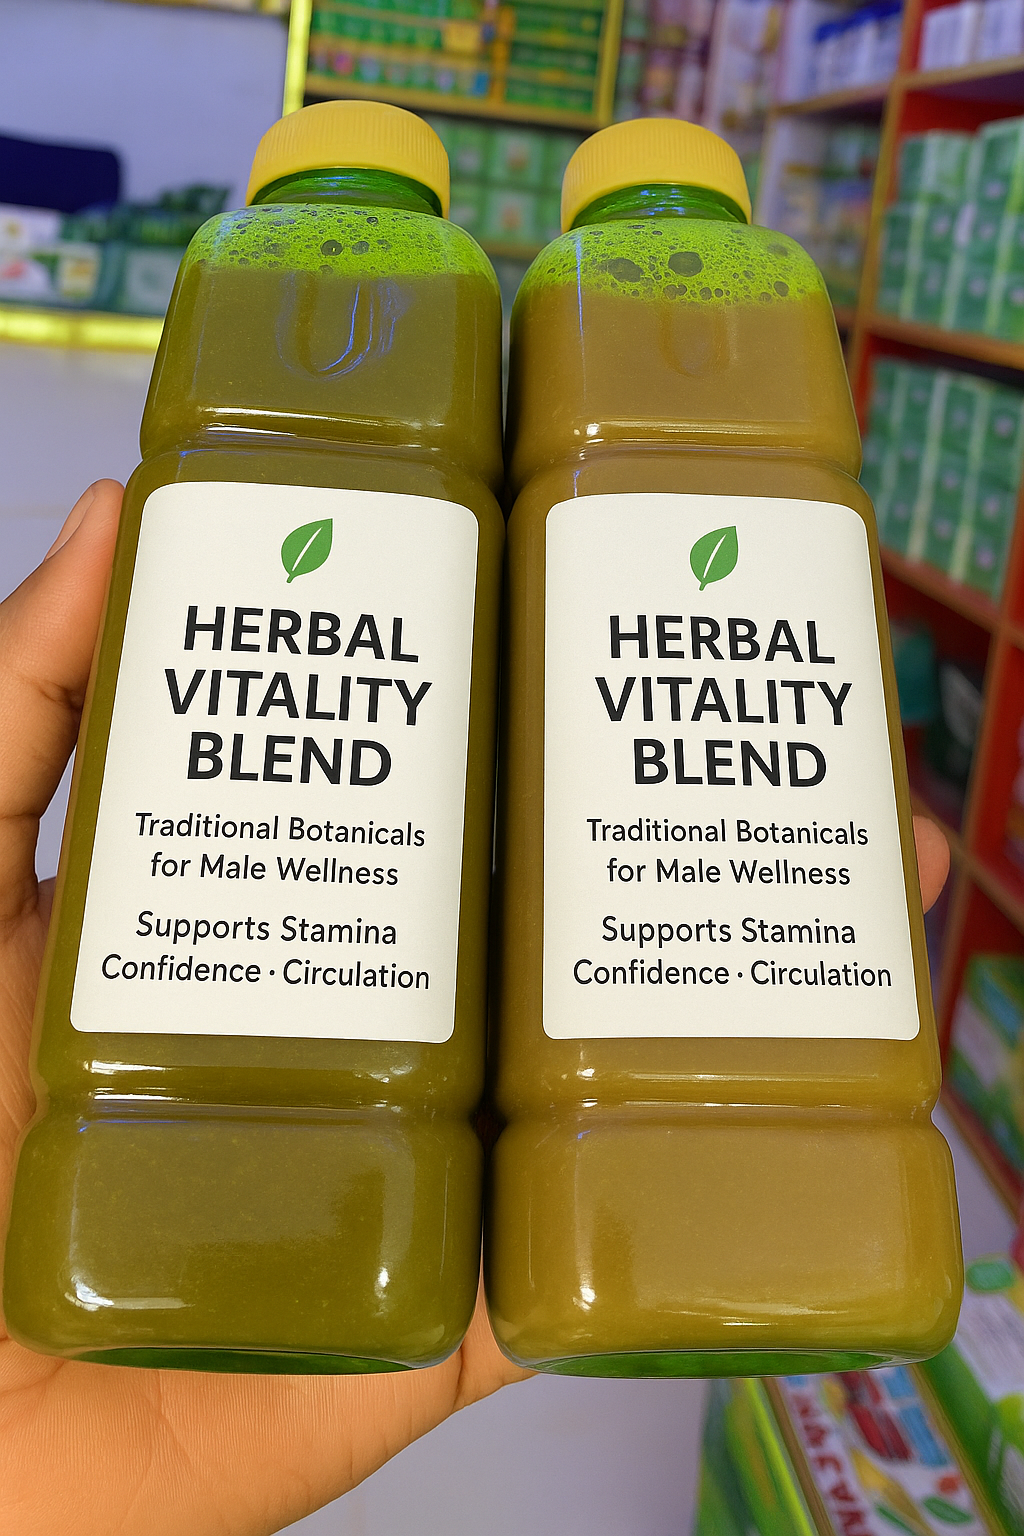 HERBAL
VITALITY
BLEND
Traditional Botanicals
for Male Wellness
Supports Stamina
Confidence · Circulation
HERBAL
VITALITY
BLEND
Traditional Botanicals
for Male Wellness
Supports Stamina
Confidence · Circulation